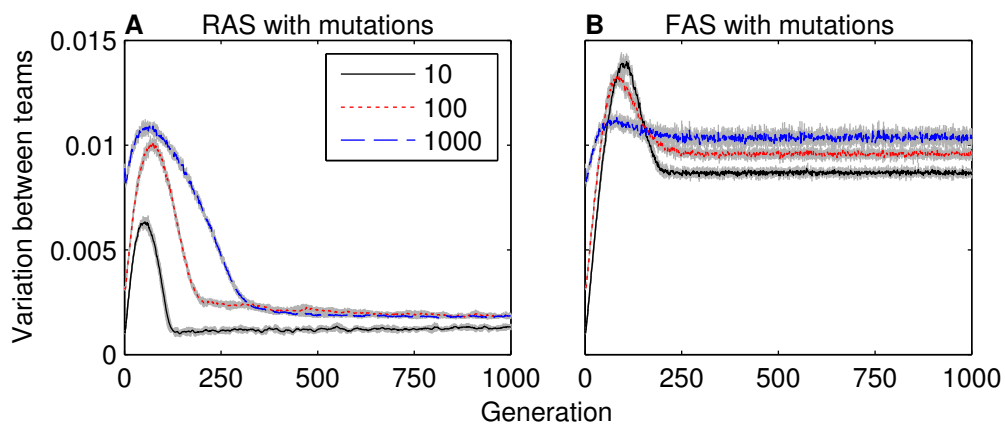 A RAS with mutations
B FAS with mutations
Variation between teams
0.015
0.01
0.005
0
10
100
1000
0 250 500 750 1000
0 250 500 750 1000
Generation